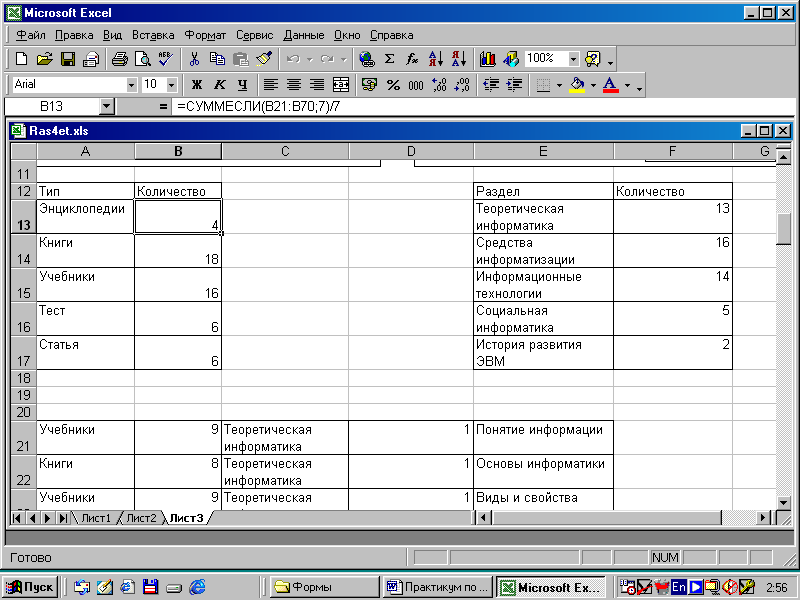 Microsoft Excel
Файл Правка Вид Вставка Формат Сервис Данные Окно Справка
100%
Arial 10 Ж К Ч
B13 = =СУММЕСЛИ(B21:B70;7)/7
Ras4et.xls
A B C D E F G
11
12 Тип Количество Раздел Количество
Энциклопедии Теоретическая 13
13 4 информатика
Книги Средства 16
14 18 информатизации
Учебники Информационные 14
15 16 технологии
Тест Социальная 5
16 6 информатика
Статья История развития 2
17 6 ЭВМ
18
19
20
Учебники 9 Теоретическая 1 Понятие информации
21 информатика
Книги 8 Теоретическая 1 Основы информатики
22 информатика
Учебники 9 Теоретическая 1 Виды и свойства
Лист1 Лист2 Лист3
Готово NUM
Пуск Формы Практикум по ... Microsoft Ex... En 2:56